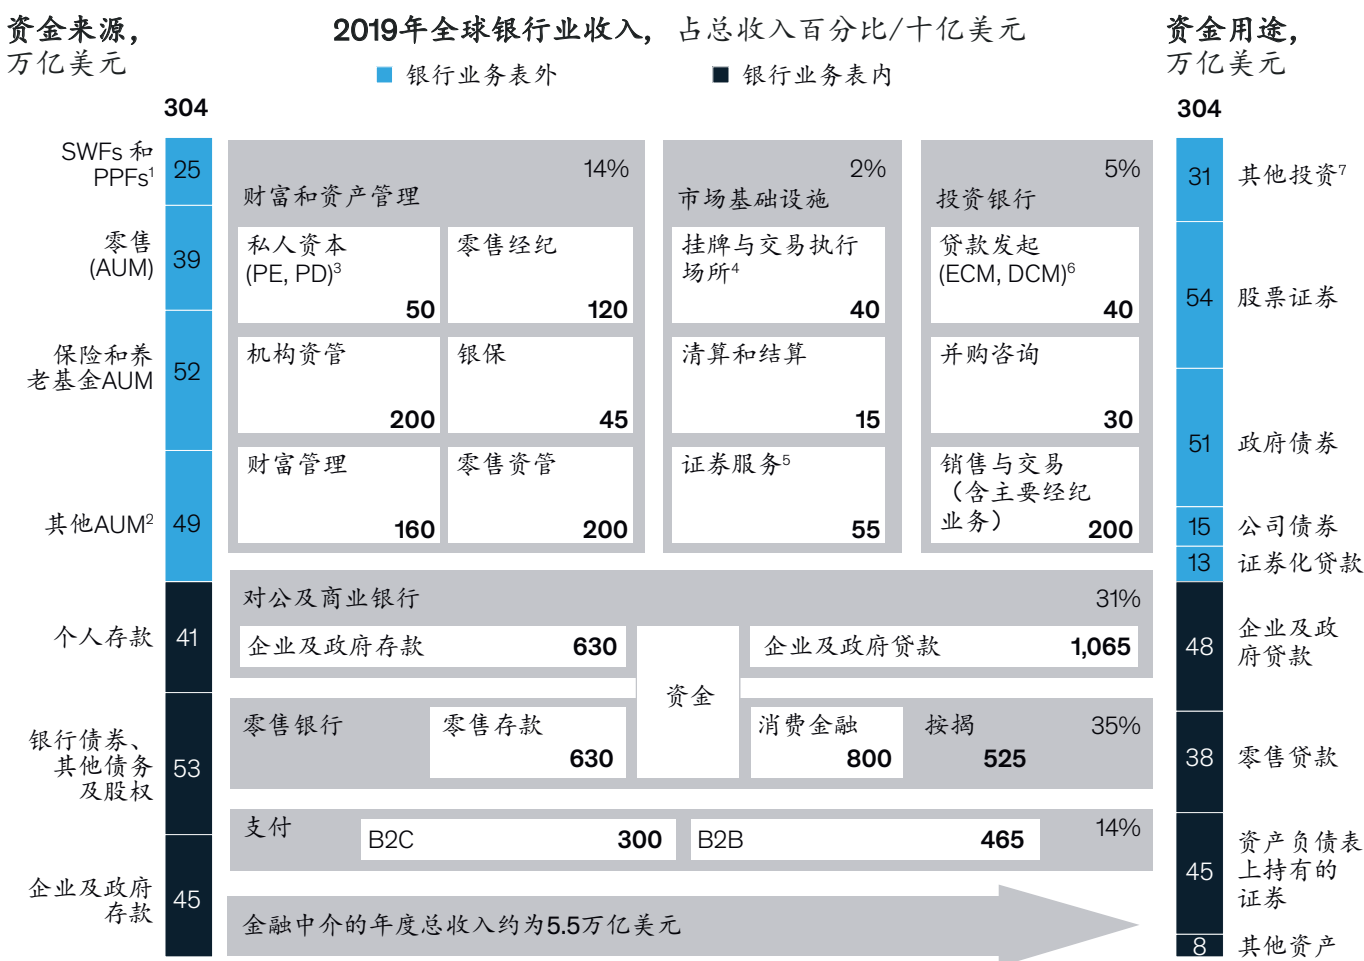 资金来源，
万亿美元
304
SWFs 和
PPFs¹
25
零售
(AUM)
39
保险和养
老基金AUM
52
其他AUM²
49
个人存款
41
银行债券、
其他债务
及股权
53
企业及政府
存款
45
2019年全球银行业收入，占总收入百分比/十亿美元
银行业务表外
银行业务表内
14%
财富和资产管理
私人资本
(PE, PD)³
50
零售经纪
120
机构资管
200
银保
45
财富管理
160
零售资管
200
2%
市场基础设施
挂牌与交易执行
场所⁴
40
清算和结算
15
证券服务⁵
55
5%
投资银行
贷款发起
(ECM, DCM)⁶
40
并购咨询
30
销售与交易
（含主要经纪
业务）
200
对公及商业银行
31%
企业及政府存款
630
企业及政府贷款
1,065
资金
零售银行
35%
零售存款
630
消费金融
800
按揭
525
支付
14%
B2C
300
B2B
465
金融中介的年度总收入约为5.5万亿美元
资金用途，
万亿美元
304
31
其他投资⁷
54
股票证券
51
政府债券
15
公司债券
13
证券化贷款
48
企业及政
府贷款
38
零售贷款
45
资产负债表
上持有的
证券
8
其他资产